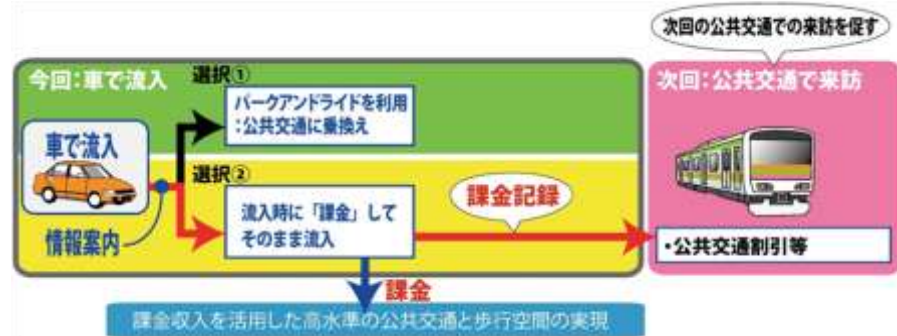 次回の公共交通での来訪を促す
今回:車で流入
選択①
パークアンドライドを利用
:公共交通に乗換え
車で流入
情報案内
選択②
流入時に「課金」して
そのまま流入
課金記録
課金
課金収入を活用した高水準の公共交通と歩行空間の実現
次回:公共交通で来訪
・公共交通割引等